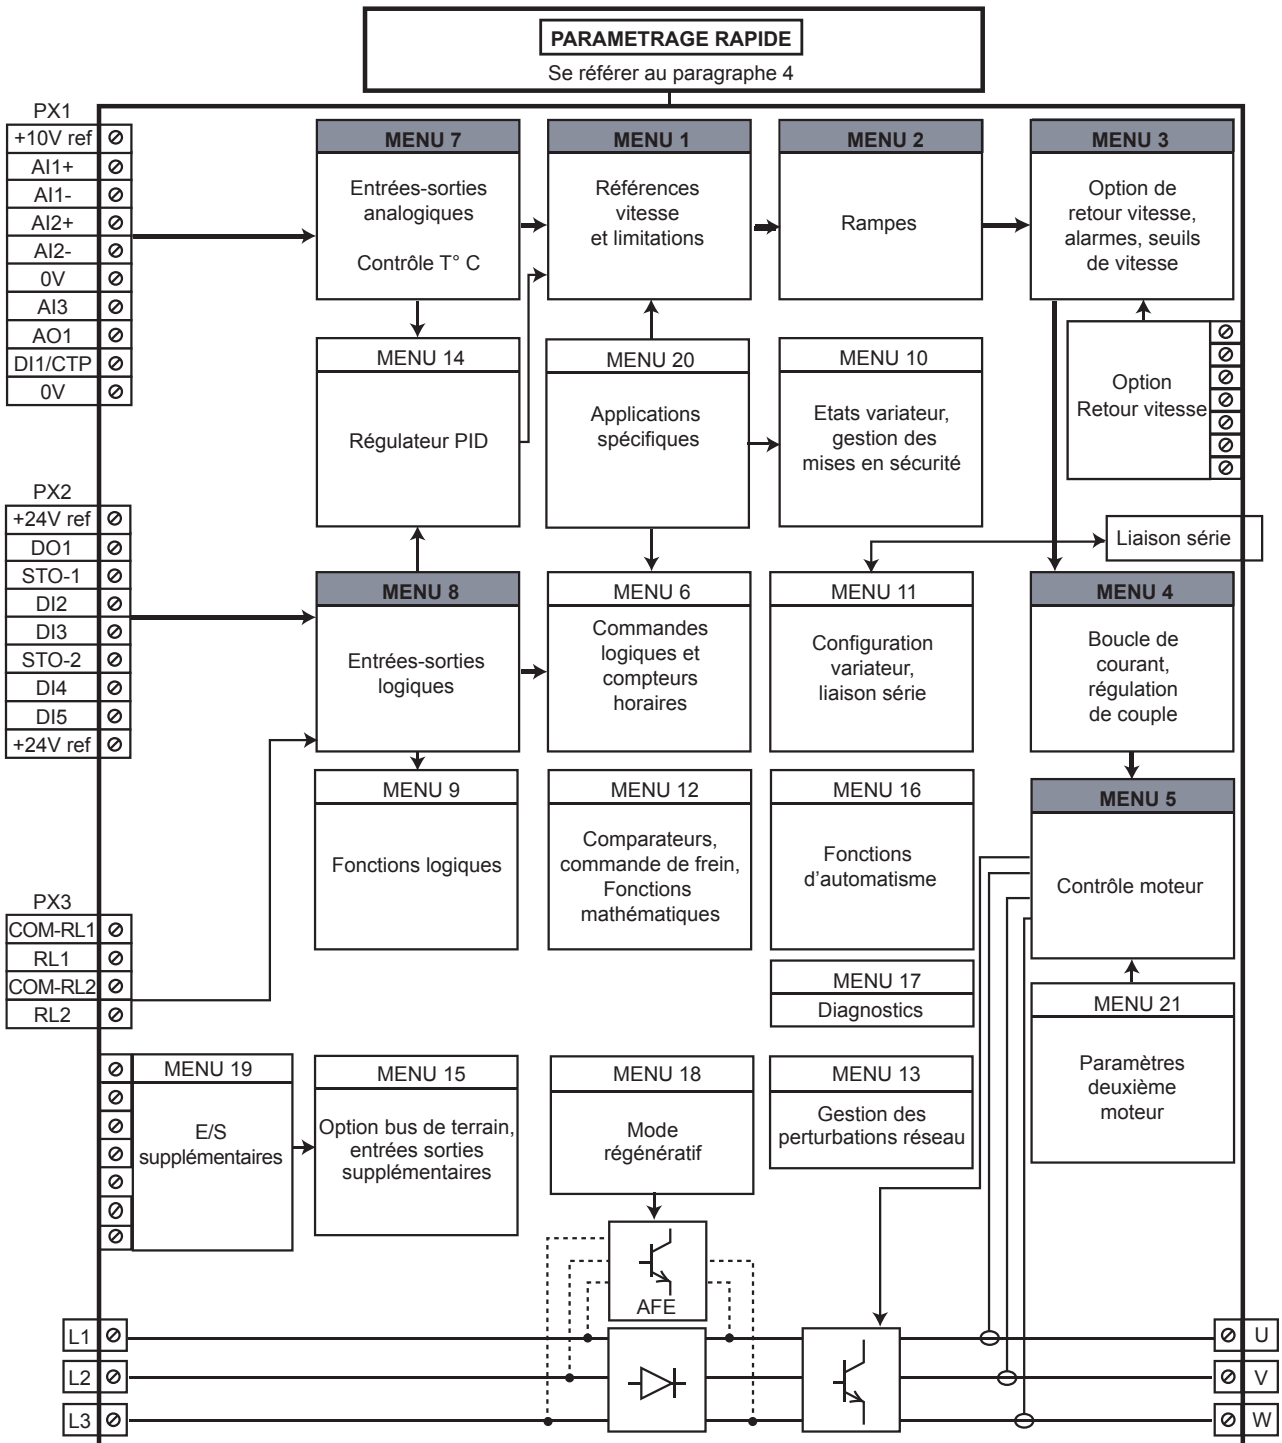 PARAMETRAGE RAPIDE
Se référer au paragraphe 4
PX1
+10V ref
AI1+
AI1-
AI2+
AI2-
0V
AI3
AO1
DI1/CTP
0V
MENU 7
Entrées-sorties
analogiques
Contrôle T° C
MENU 1
Références
vitesse
et limitations
MENU 2
Rampes
MENU 3
Option de
retour vitesse,
alarmes, seuils
de vitesse
MENU 14
Régulateur PID
MENU 20
Applications
spécifiques
MENU 10
Etats variateur,
gestion des
mises en sécurité
Option
Retour vitesse
PX2
+24V ref
DO1
STO-1
DI2
DI3
STO-2
DI4
DI5
+24V ref
Liaison série
MENU 8
Entrées-sorties
logiques
MENU 6
Commandes
logiques et
compteurs
horaires
MENU 11
Configuration
variateur,
liaison série
MENU 4
Boucle de
courant,
régulation
de couple
MENU 9
Fonctions logiques
MENU 12
Comparateurs,
commande de frein,
Fonctions
mathématiques
MENU 16
Fonctions
d'automatisme
MENU 5
Contrôle moteur
PX3
COM-RL1
RL1
COM-RL2
RL2
MENU 17
Diagnostics
MENU 21
Paramètres
deuxième
moteur
MENU 19
E/S
supplémentaires
MENU 15
Option bus de terrain,
entrées sorties
supplémentaires
MENU 18
Mode
régénératif
MENU 13
Gestion des
perturbations réseau
AFE
L1
U
L2
V
L3
W